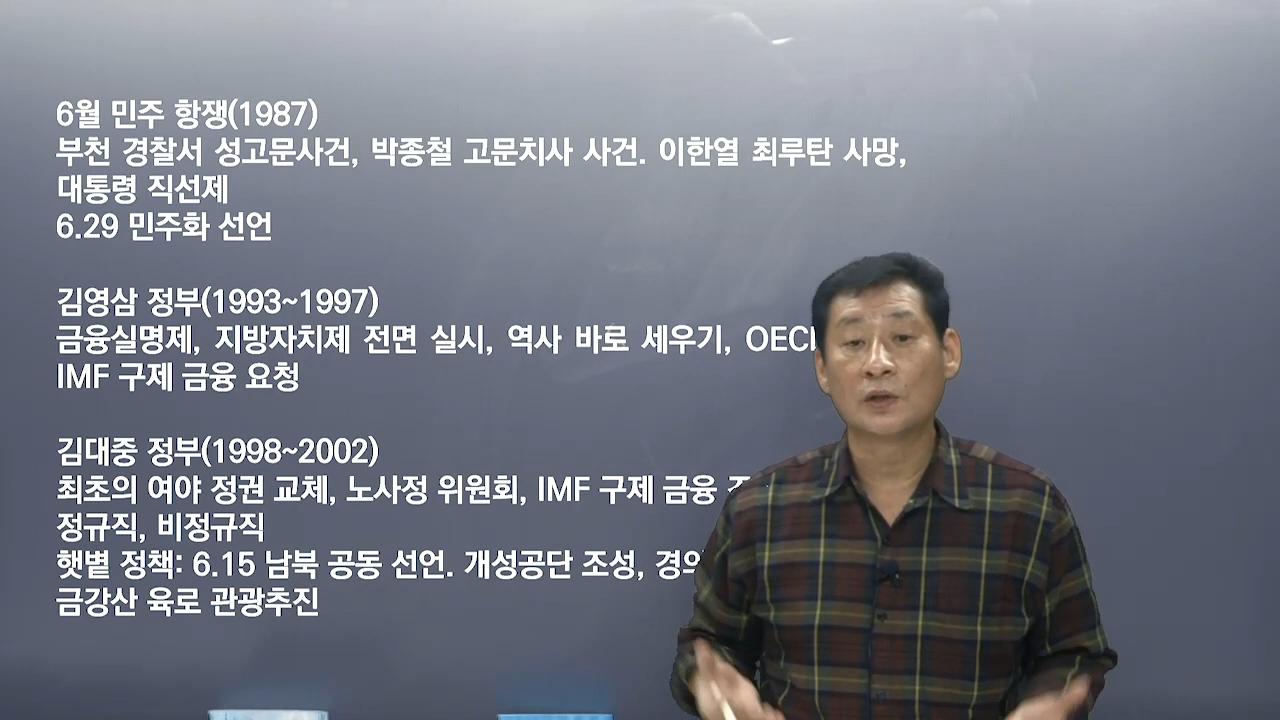 6월 민주 항쟁(1987)
부천 경찰서 성고문사건, 박종철 고문치사 사건. 이한열 최루탄 사망,
대통령 직선제
6.29 민주화 선언
김영삼 정부(1993~1997)
금융실명제, 지방자치제 전면 실시, 역사 바로 세우기,
IMF 구제 금융 요청
김대중 정부(1998~2002)
최초의 여야 정권 교체, 노사정 위원회, IMF 구제 금융
정규직, 비정규직
햇볕 정책: 6.15 남북 공동 선언. 개성공단 조성,
금강산 육로 관광추진